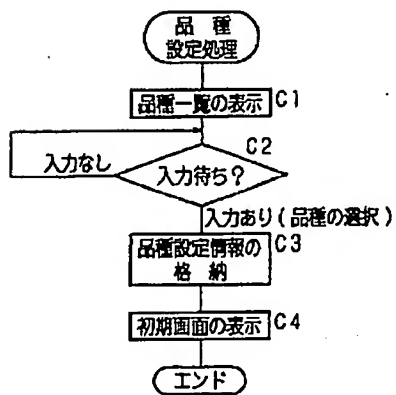 品種
設定処理
品種一覧の表示 C1
C2
入力なし
入力待ち?
入力あり(品種の選択)
品種設定情報の C3
格納
初期画面の表示 C4
エンド